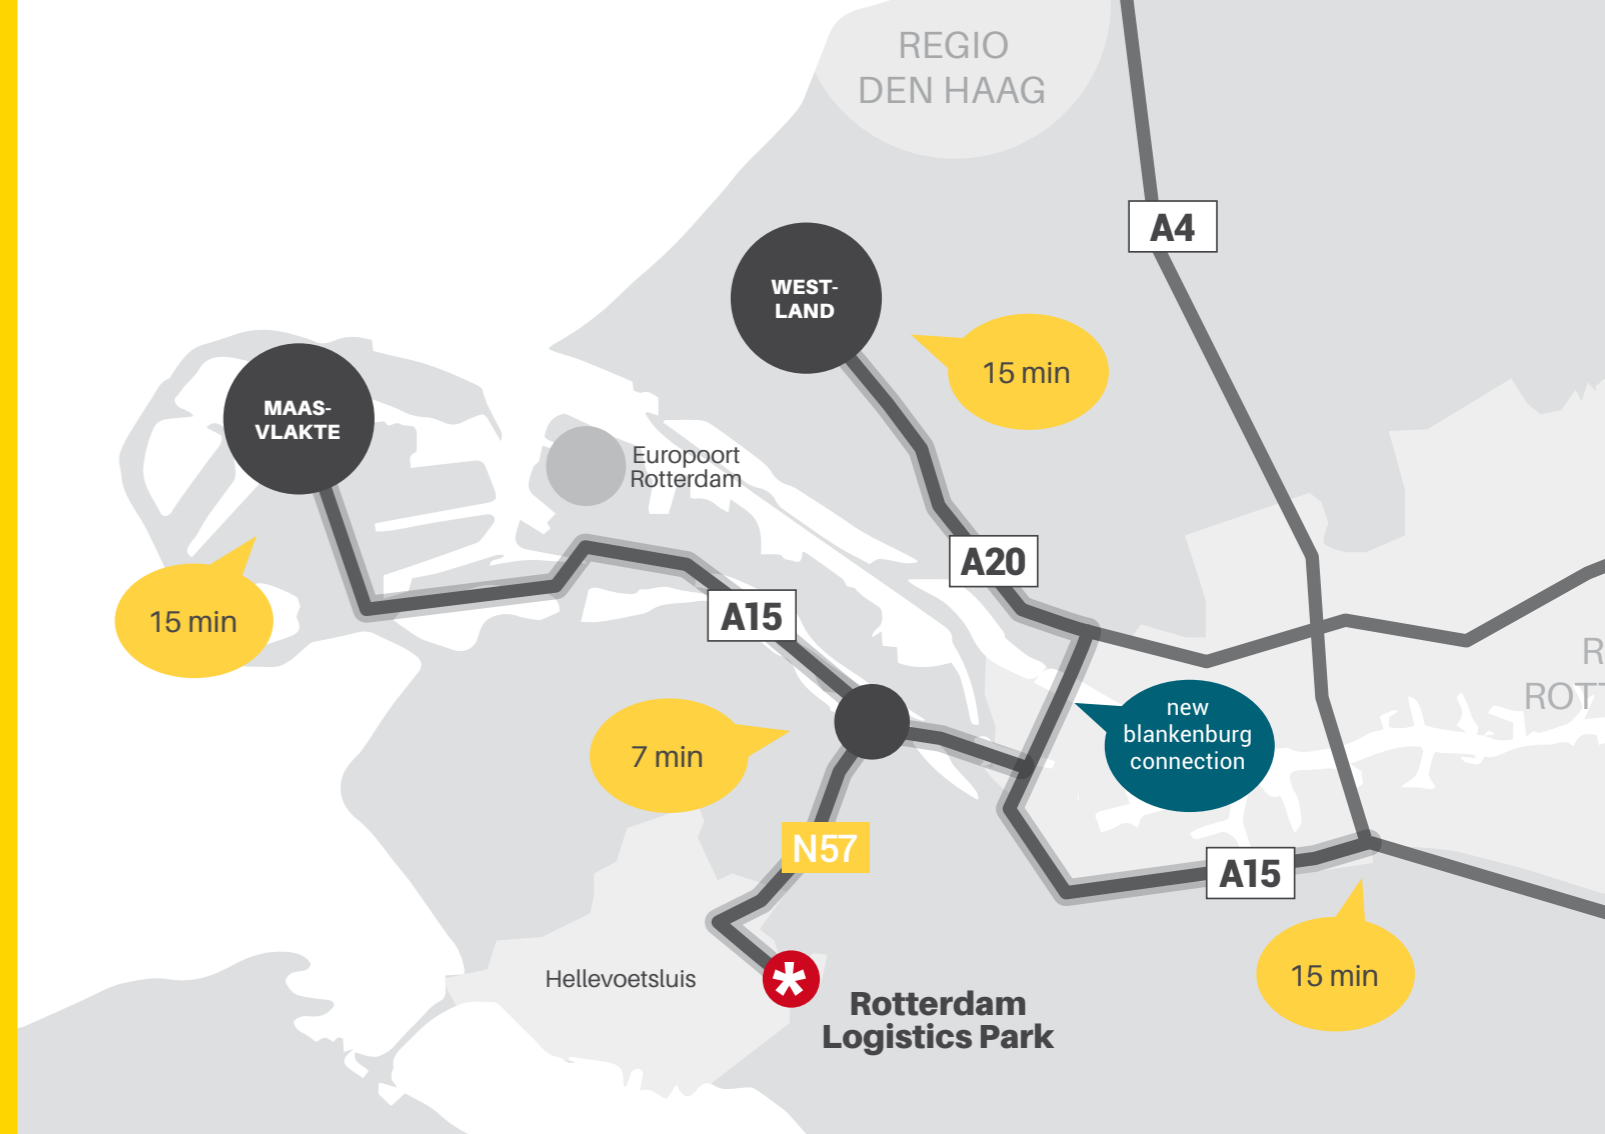 REGIO
DEN HAAG
A4
WEST-
LAND
15 min
MAAS-
VLAKTE
Europoort
Rotterdam
A20
15 min
A15
R
ROTT
new
blankenburg
connection
7 min
N57
A15
15 min
Hellevoetsluis
*
Rotterdam
Logistics Park